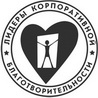 ЛИДЕРЫ КОРПОРАТИВНОЙ
БЛАГОТВОРИТЕЛЬНОСТИ